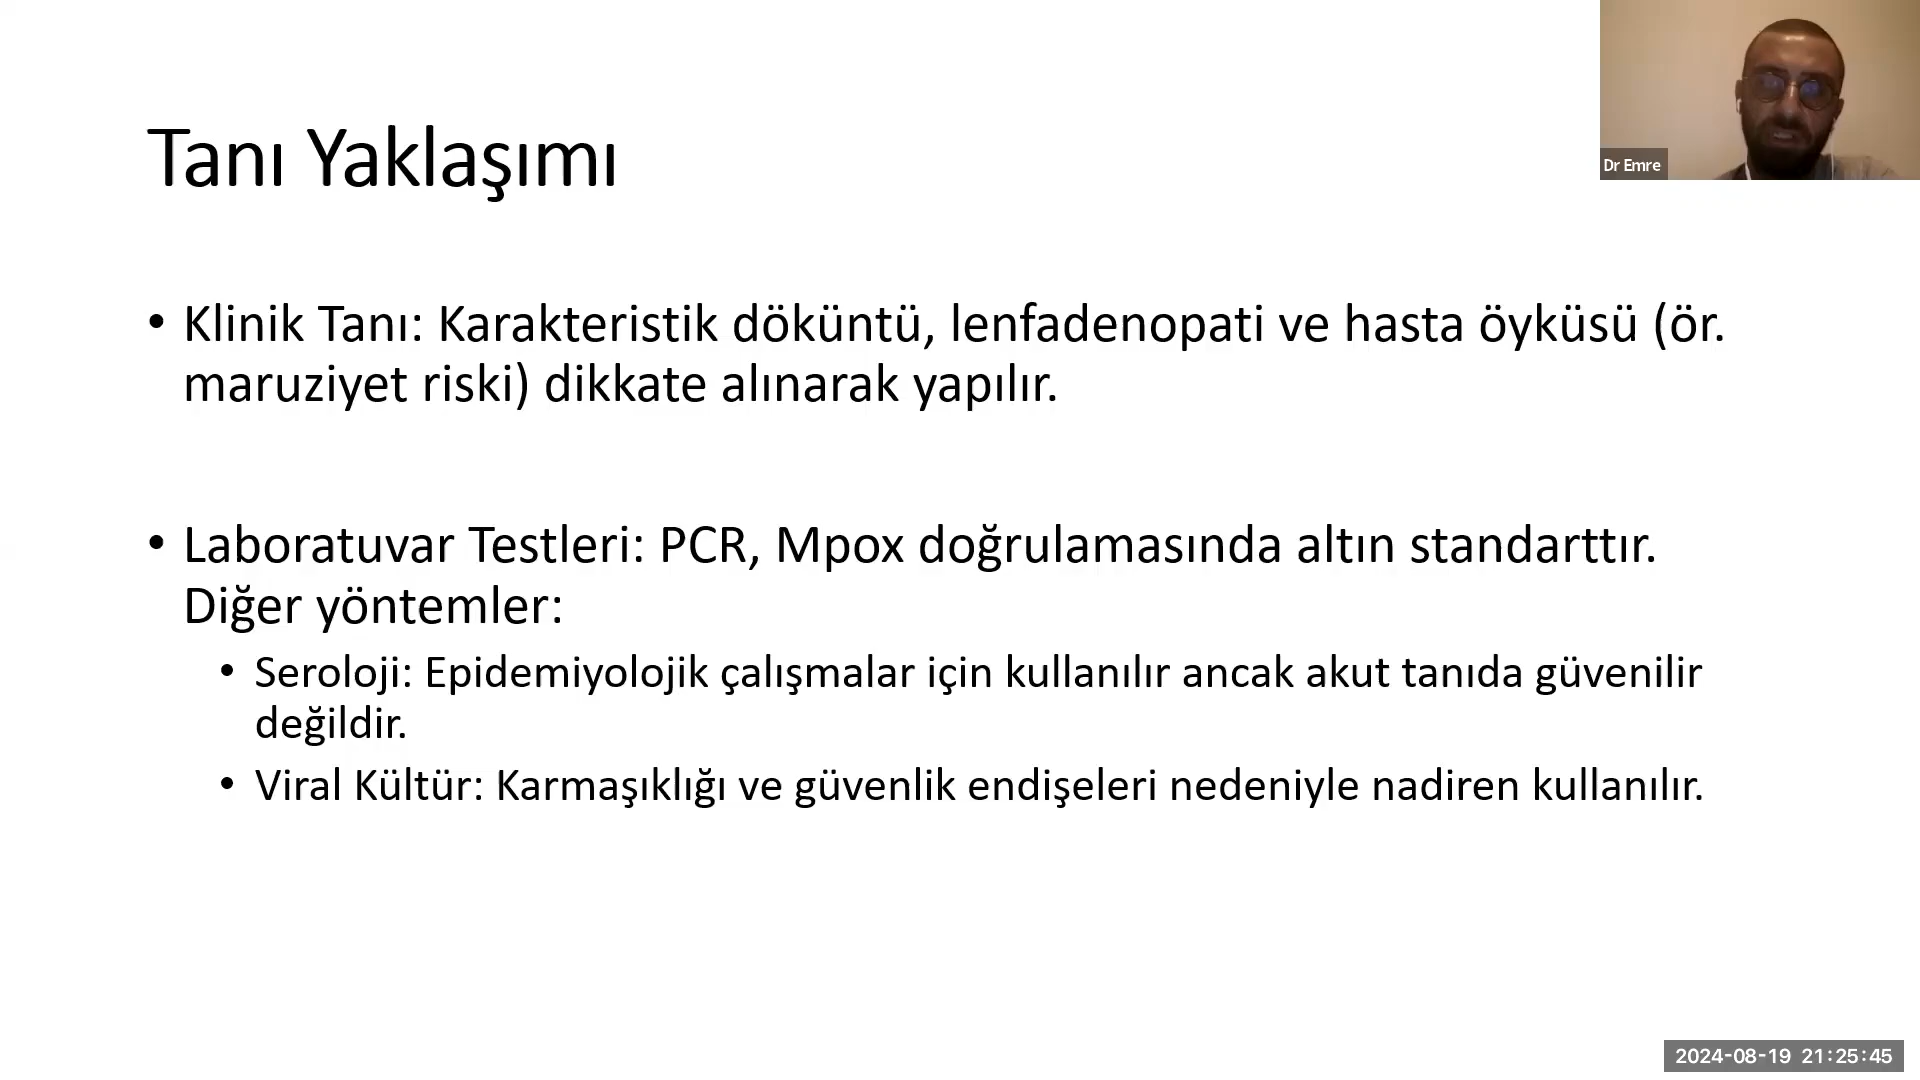 Tanı Yaklaşımı
Dr Emre
• Klinik Tanı: Karakteristik döküntü, lenfadenopati ve hasta öyküsü (ör.
maruziyet riski) dikkate alınarak yapılır.
• Laboratuvar Testleri: PCR, Mpox doğrulamasında altın standarttır.
Diğer yöntemler:
• Seroloji: Epidemiyolojik çalışmalar için kullanılır ancak akut tanıda güvenilir
değildir.
• Viral Kültür: Karmaşıklığı ve güvenlik endişeleri nedeniyle nadiren kullanılır.
2024-08-19 21:25:45